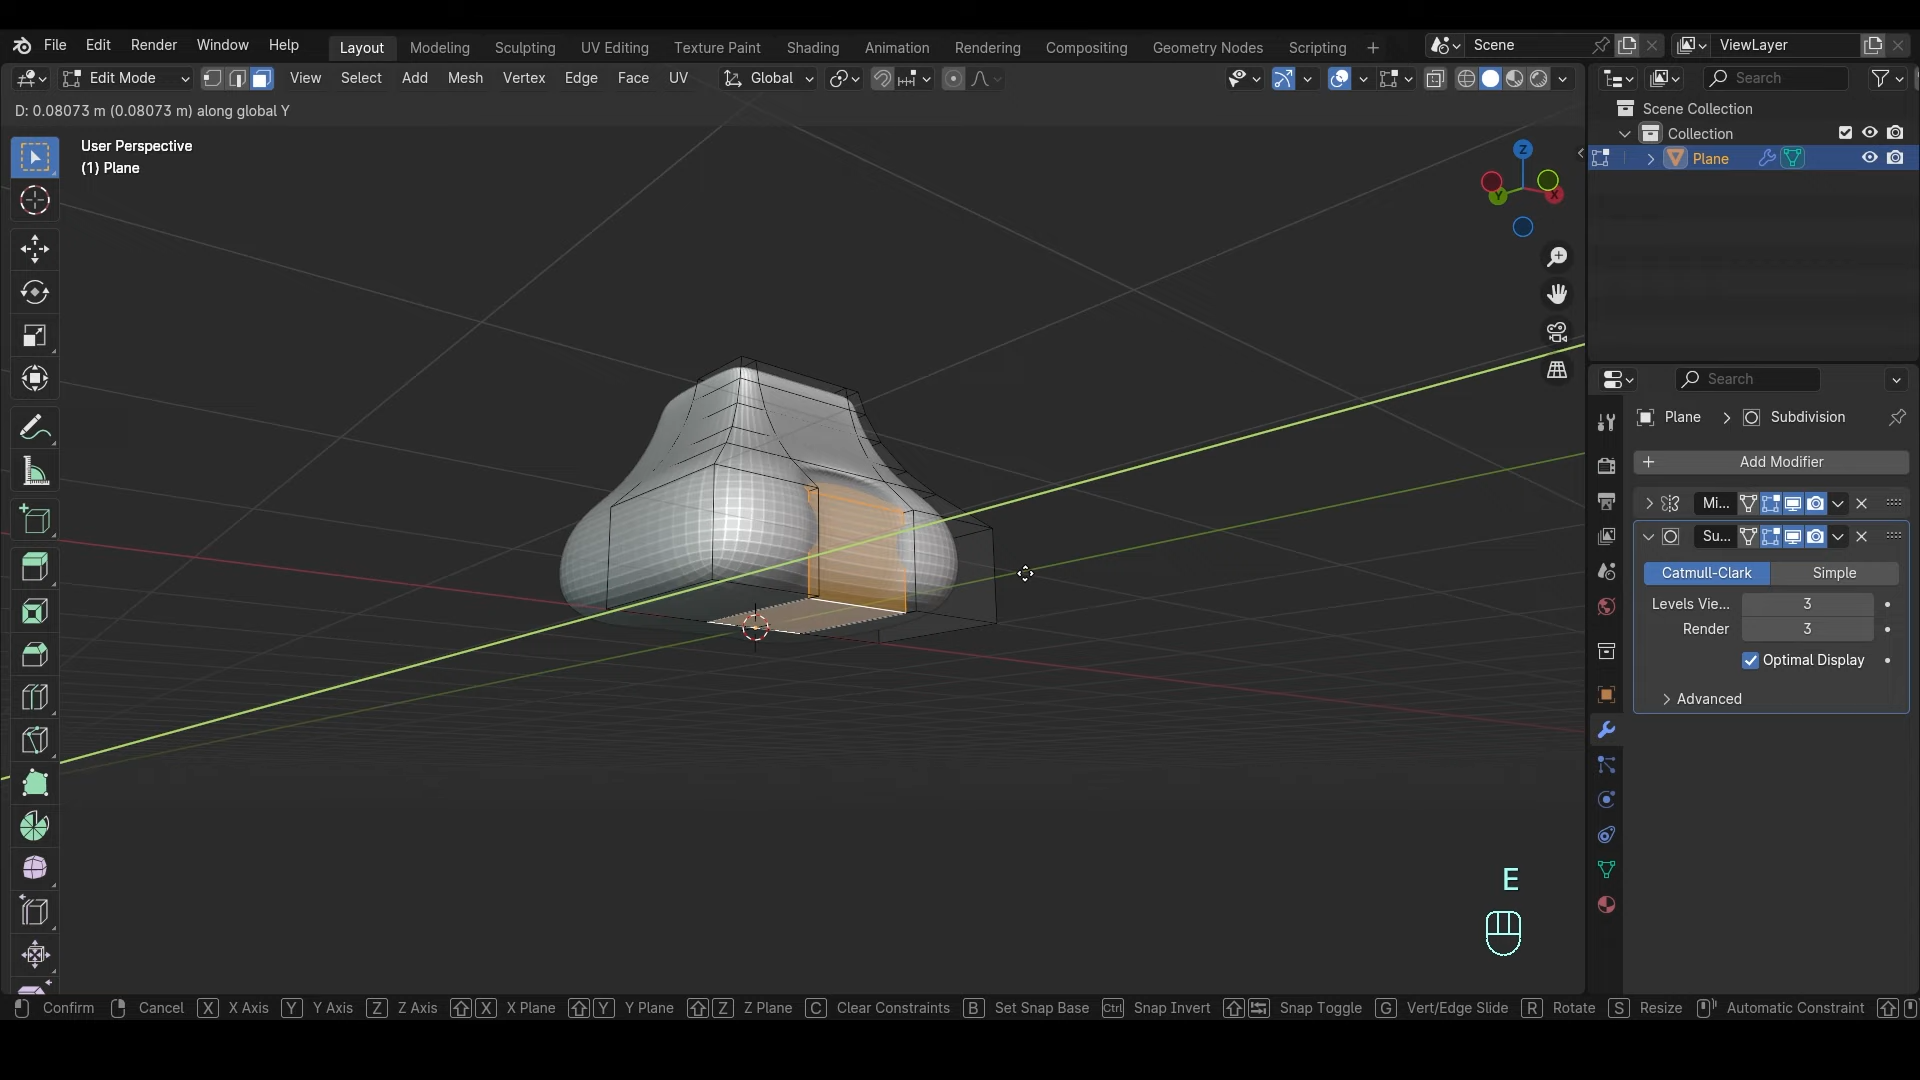 File Edit Render Window Help Layout Modeling Sculpting UV Editing Texture Paint Shading Animation Rendering Compositing Geometry Nodes Scripting + Scene ViewLayer
Edit Mode View Select Add Mesh Vertex Edge Face UV Global Search
D: 0.08073 m (0.08073 m) along global Y
Scene Collection
Collection
Plane
User Perspective
(1) Plane
Z
X
Y
Search
Plane > Subdivision
+ Add Modifier
Mi...
Su...
Catmull-Clark Simple
Levels Vie... 3
Render 3
Optimal Display
Advanced
E
Confirm Cancel X X Axis Y Y Axis Z Z Axis X X Plane Y Y Plane Z Z Plane C Clear Constraints B Set Snap Base Ctrl Snap Invert Snap Toggle G Vert/Edge Slide R Rotate S Resize Automatic Constraint